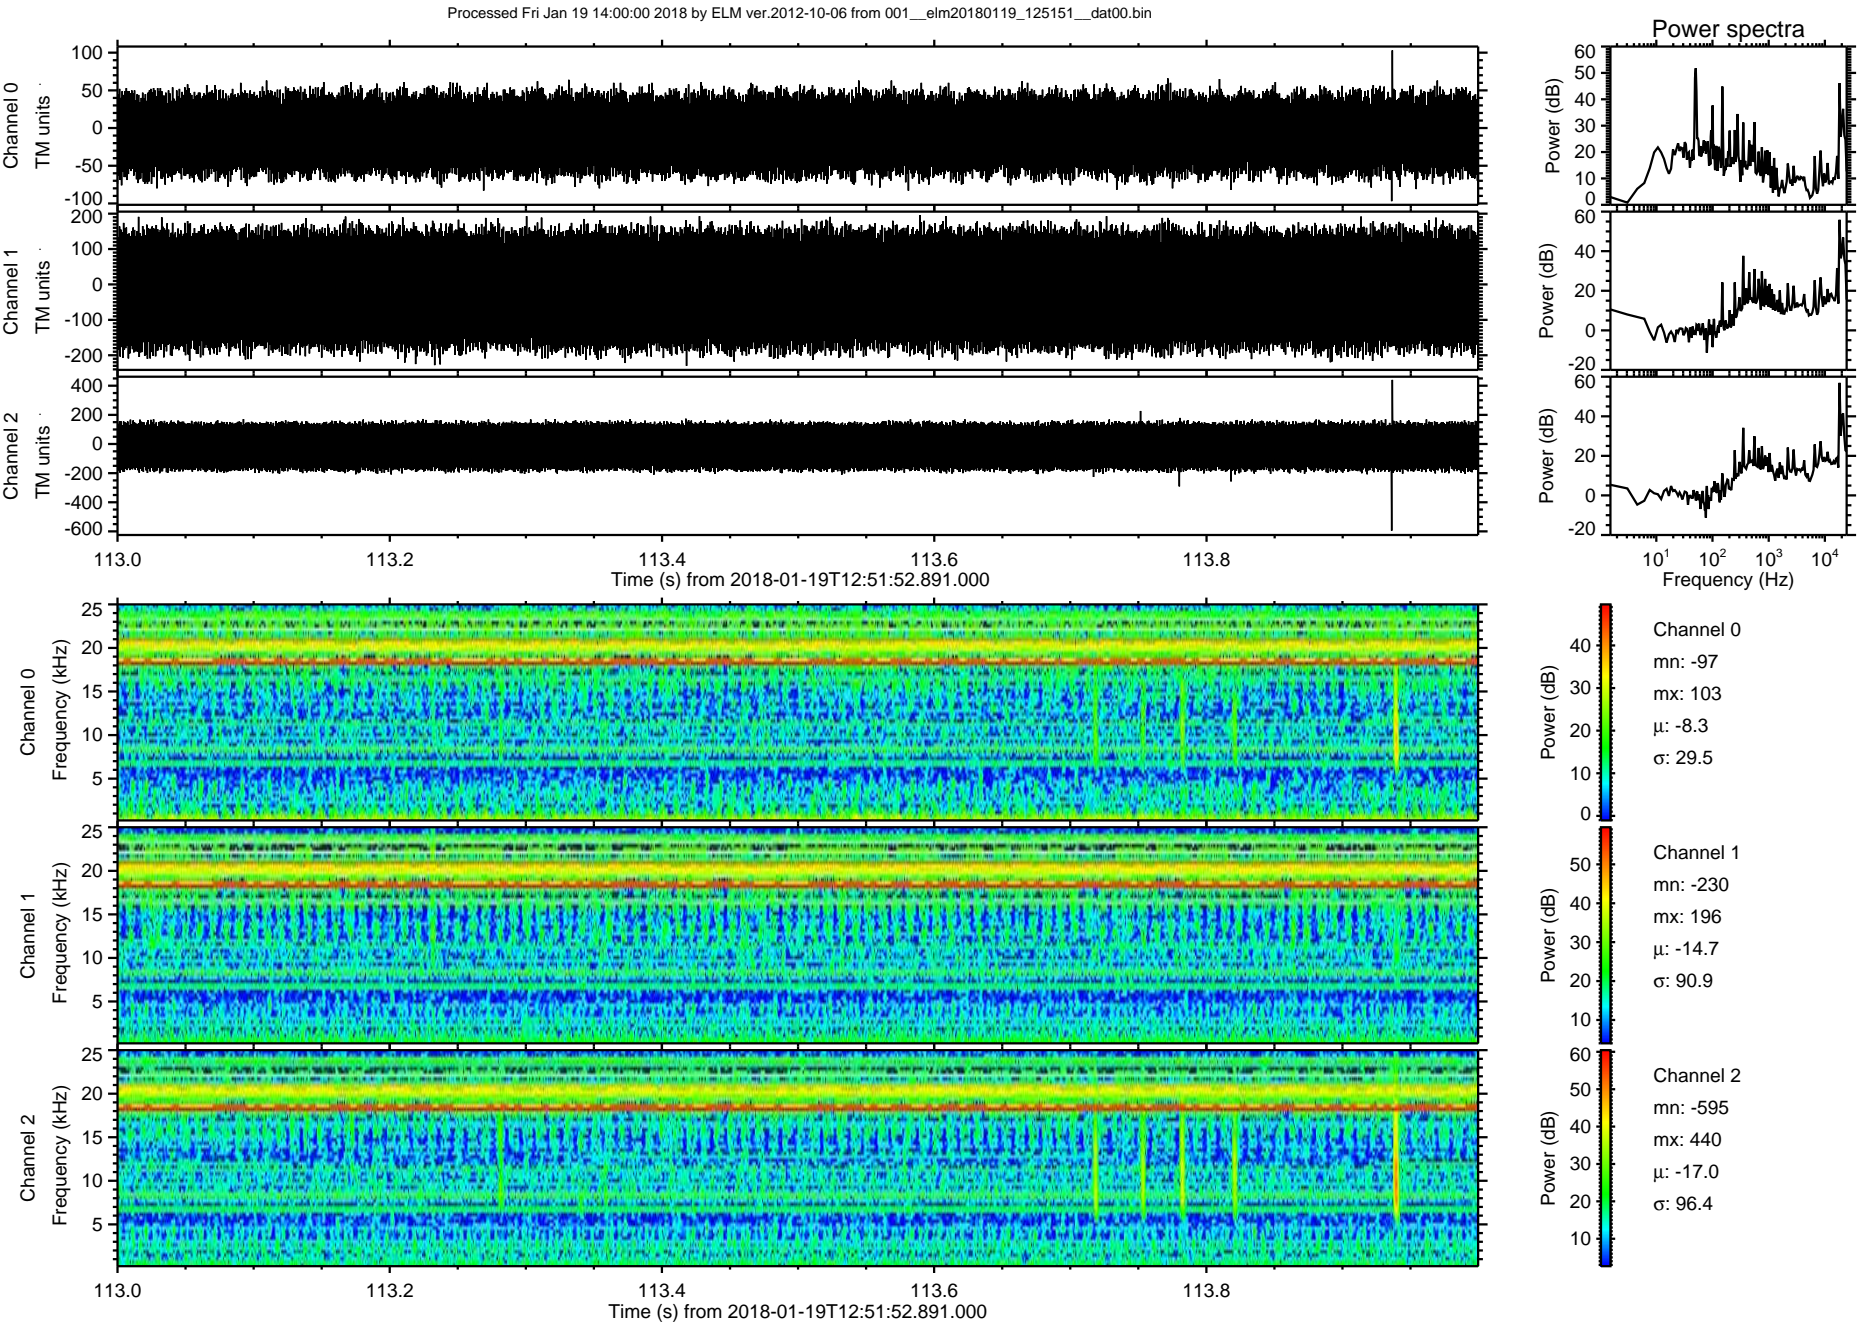 Processed Fri Jan 19 14:00:00 2018 by ELM ver.2012-10-06 from 001__elm20180119_125151__dat00.bin
Power spectra
Channel 0
TM units
100
50
0
-50
-100
Power (dB)
60
50
40
30
20
10
0
Channel 1
TM units
200
100
0
-100
-200
Power (dB)
60
40
20
0
-20
Channel 2
TM units
400
200
0
-200
-400
-600
Power (dB)
60
40
20
0
-20
113.0 113.2 113.4 113.6 113.8
Time (s) from 2018-01-19T12:51:52.891.000
10^1 10^2 10^3 10^4
Frequency (Hz)
Channel 0
Frequency (kHz)
25
20
15
10
5
Power (dB)
40
30
20
10
0
Channel 0
mn: -97
mx: 103
μ: -8.3
σ: 29.5
Channel 1
Frequency (kHz)
25
20
15
10
5
Power (dB)
50
40
30
20
10
Channel 1
mn: -230
mx: 196
μ: -14.7
σ: 90.9
Channel 2
Frequency (kHz)
25
20
15
10
5
Power (dB)
60
50
40
30
20
10
Channel 2
mn: -595
mx: 440
μ: -17.0
σ: 96.4
113.0 113.2 113.4 113.6 113.8
Time (s) from 2018-01-19T12:51:52.891.000